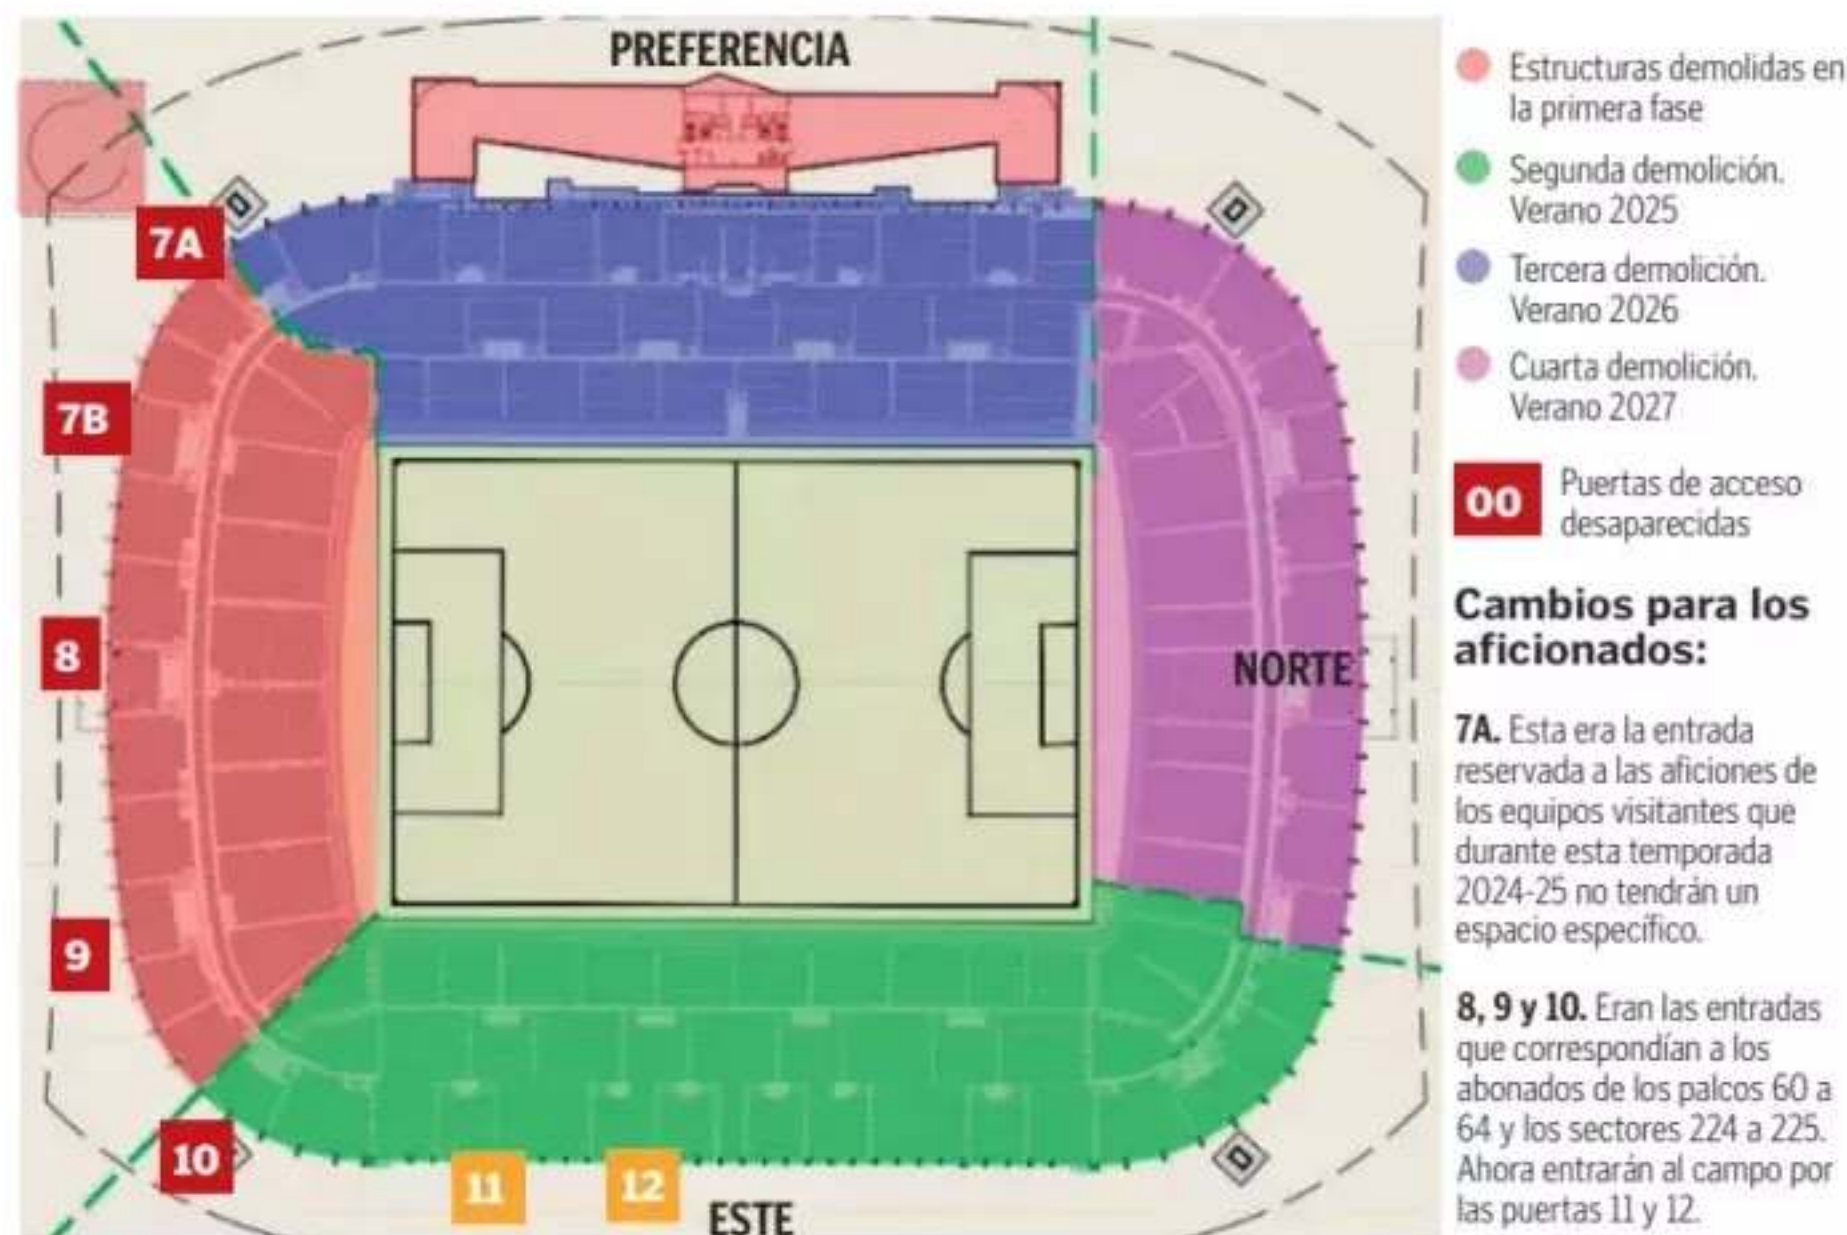 PREFERENCIA
D
D
7A
7B
8
9
10
11
12
NORTE
D
ESTE
Estructuras demolidas en
la primera fase
Segunda demolición.
Verano 2025
Tercera demolición.
Verano 2026
Cuarta demolición.
Verano 2027
00
Puertas de acceso
desaparecidas
Cambios para los
aficionados:
7A. Esta era la entrada
reservada a las aficiones de
los equipos visitantes que
durante esta temporada
2024-25 no tendrán un
espacio específico.
8, 9 y 10. Eran las entradas
que correspondían a los
abonados de los palcos 60 a
64 y los sectores 224 a 225.
Ahora entrarán al campo por
las puertas 11 y 12.